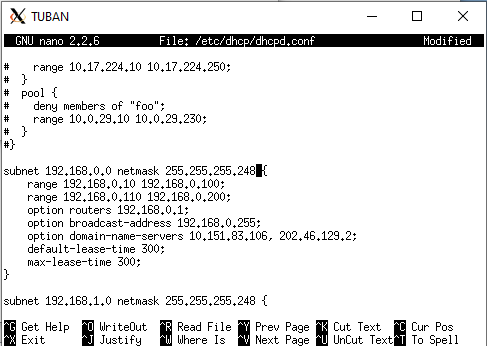 TUBAN
GNU nano 2.2.6 File: /etc/dhcp/dhcpd.conf Modified
#    range 10.17.224.10 10.17.224.250;
#  }
#  pool {
#    deny members of "foo";
#    range 10.0.29.10 10.0.29.230;
#  }
#}
subnet 192.168.0.0 netmask 255.255.255.248 {
    range 192.168.0.10 192.168.0.100;
    range 192.168.0.110 192.168.0.200;
    option routers 192.168.0.1;
    option broadcast-address 192.168.0.255;
    option domain-name-servers 10.151.83.106, 202.46.129.2;
    default-lease-time 300;
    max-lease-time 300;
}
subnet 192.168.1.0 netmask 255.255.255.248 {
^G Get Help ^O WriteOut ^R Read File ^Y Prev Page ^K Cut Text ^C Cur Pos
^X Exit ^J Justify ^W Where Is ^V Next Page ^U UnCut Text ^T To Spell